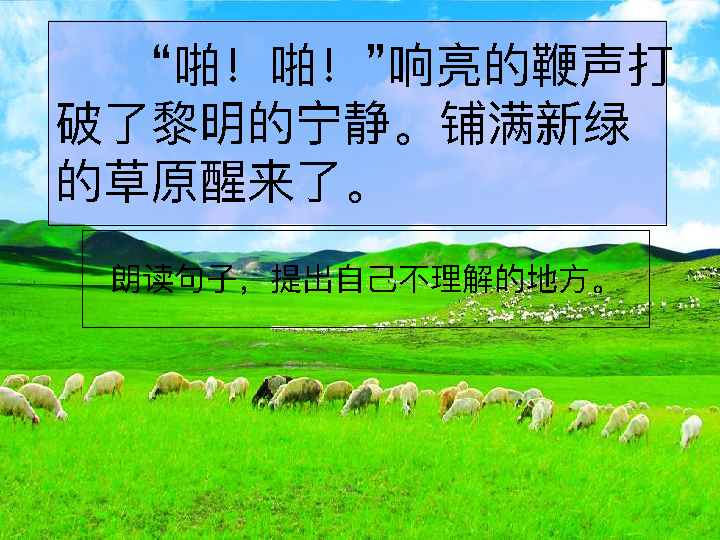 “啪！啪！”响亮的鞭声打
破了黎明的宁静。铺满新绿
的草原醒来了。
朗读句子，提出自己不理解的地方。